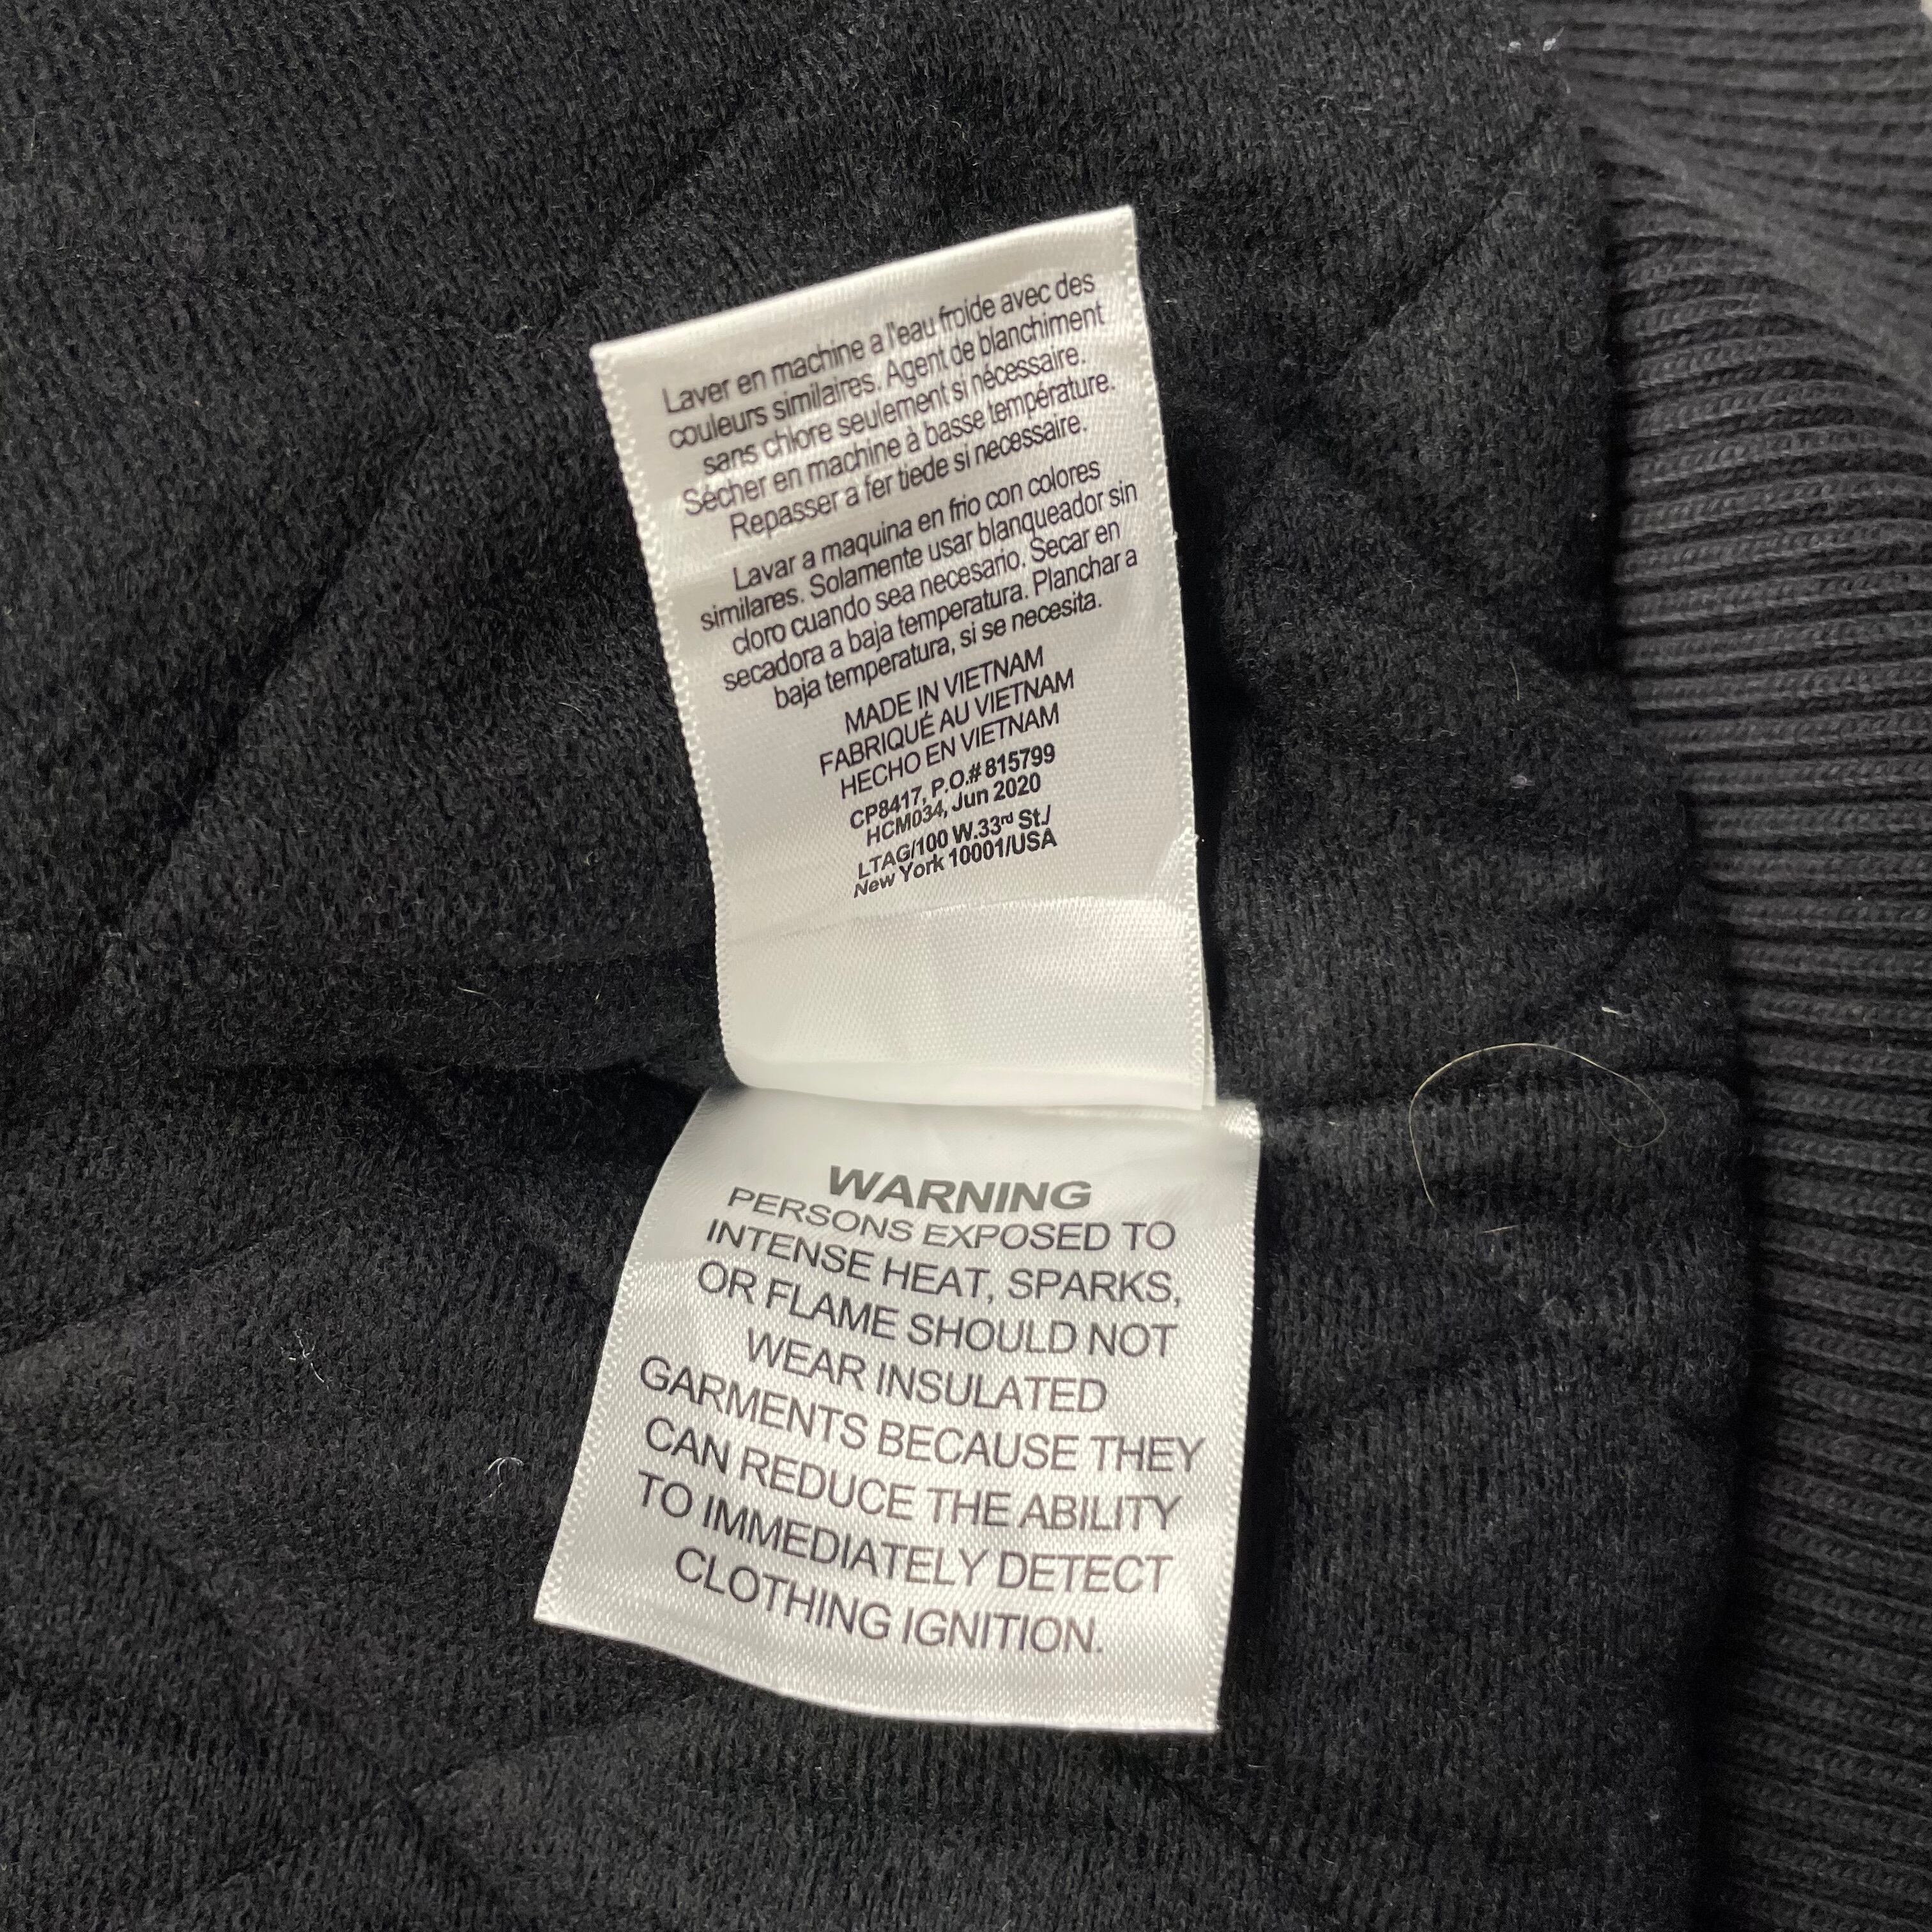 Laver en machine a l'eau froide avec des
couleurs similaires. Agent de blanchiment
sans chlore seulement si nécessaire.
Sécher en machine à basse température.
Repasser a fer tiede si necessaire.
Lavar a maquina en frio con colores
similares. Solamente usar blanqueador sin
cloro cuando sea necesario. Secar en
secadora a baja temperatura. Planchar a
baja temperatura, si se necesita.
MADE IN VIETNAM
FABRIQUÉ AU VIETNAM
HECHO EN VIETNAM
CP8417, P.O.# 815799
HCM034, Jun 2020
LTAG/100 W.33rd St./
New York 10001/USA
WARNING
PERSONS EXPOSED TO
INTENSE HEAT, SPARKS,
OR FLAME SHOULD NOT
WEAR INSULATED
GARMENTS BECAUSE THEY
CAN REDUCE THE ABILITY
TO IMMEDIATELY DETECT
CLOTHING IGNITION.